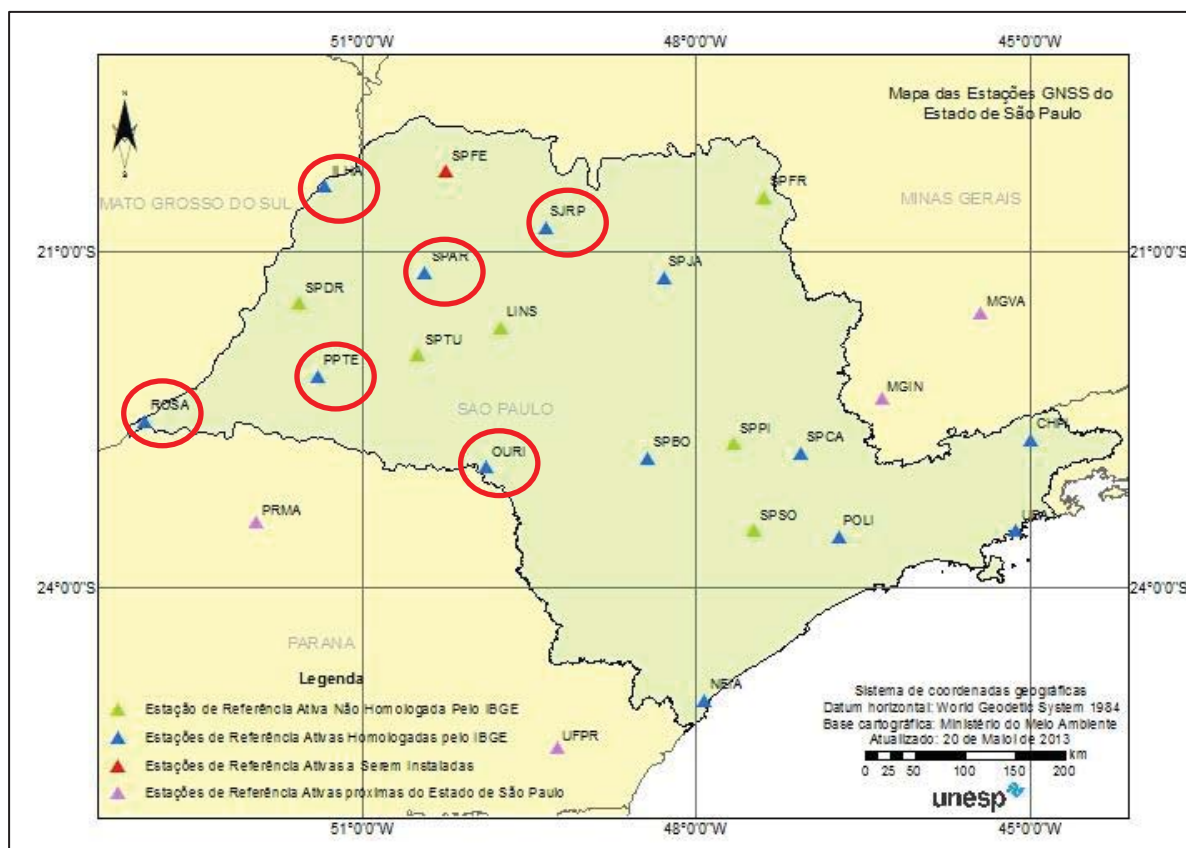 51°0'0"W 48°0'0"W 45°0'0"W
Mapa das Estações GNSS do
Estado de São Paulo
N
SPFE
ILHA
SPFR
MATO GROSSO DO SUL
MINAS GERAIS
SJRP
21°0'0"S 21°0'0"S
SPAR
SPJA
SPDR
LINS
MGVA
SPTU
PPTE
MGIN
ROSA
SAO PAULO
CHPI
OURI
SPBO
SPPI
SPCA
PRMA
SPSO
POLI
24°0'0"S 24°0'0"S
PARANA
NEIA
UFPR
Legenda
Estação de Referência Ativa Não Homologada Pelo IBGE
Estações de Referência Ativas Homologadas pelo IBGE
Estações de Referência Ativas a Serem Instaladas
Estações de Referência Ativas próximas do Estado de São Paulo
Sistema de coordenadas geográficas
Datum horizontal: World Geodetic System 1984
Base cartográfica: Ministério do Meio Ambiente
Atualizado: 20 de Maiol de 2013
km
0 25 50 100 150 200
unesp
51°0'0"W 48°0'0"W 45°0'0"W